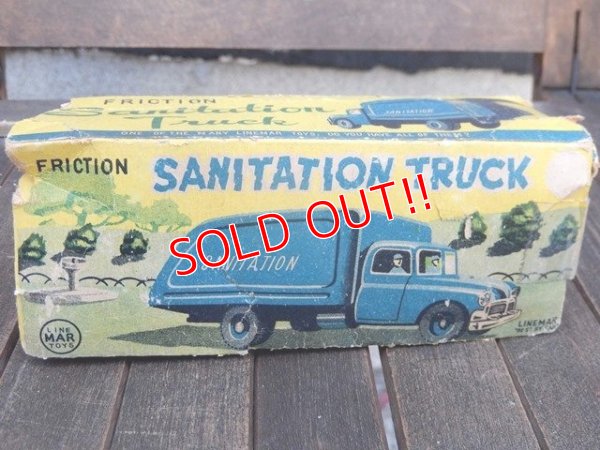 FRICTION
Sanitation
Truck
SANITATION
ONE OF THE MANY LINEMAR TOYS. DO YOU HAVE ALL OF THEM?
FRICTION SANITATION TRUCK
SOLD OUT!!
SANITATION
LINE
MAR
TOYS
LINEMAR